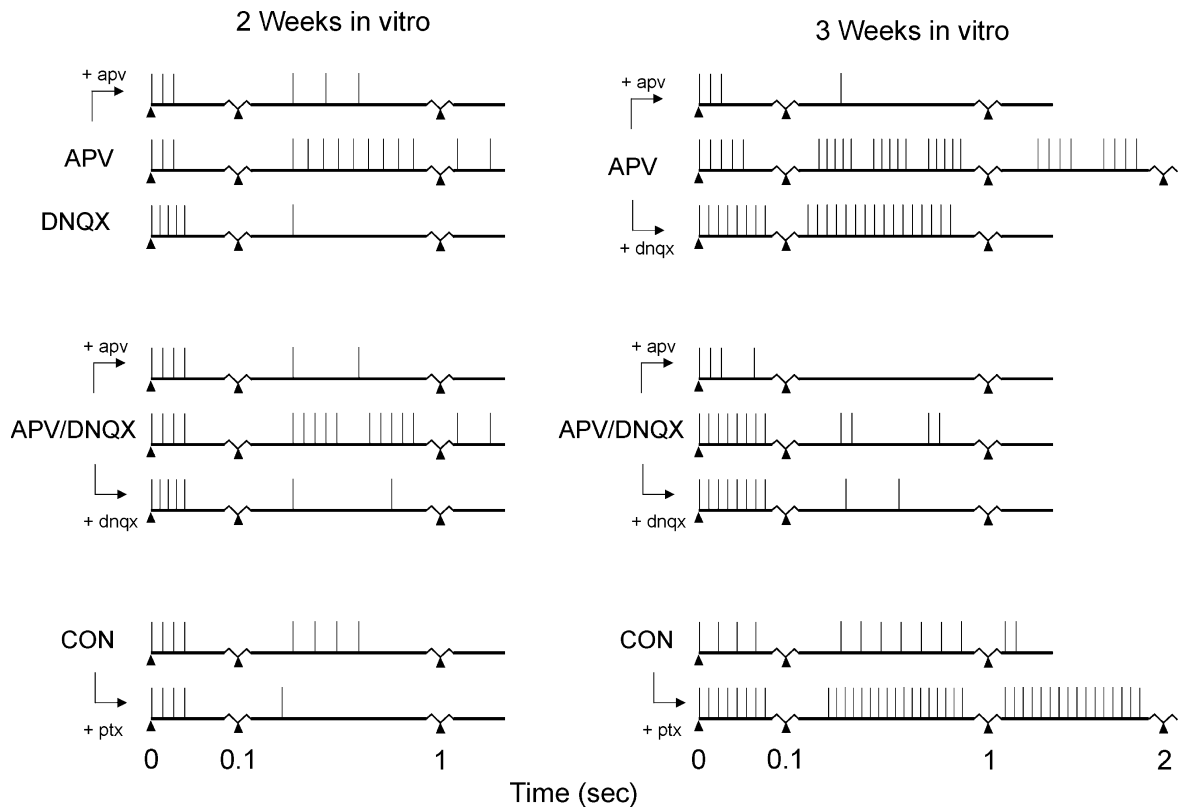 2 Weeks in vitro
3 Weeks in vitro
+ apv
APV
DNQX
+ apv
APV
+ dnqx
+ apv
APV/DNQX
+ dnqx
+ apv
APV/DNQX
+ dnqx
CON
+ ptx
CON
+ ptx
0 0.1 1
0 0.1 1 2
Time (sec)